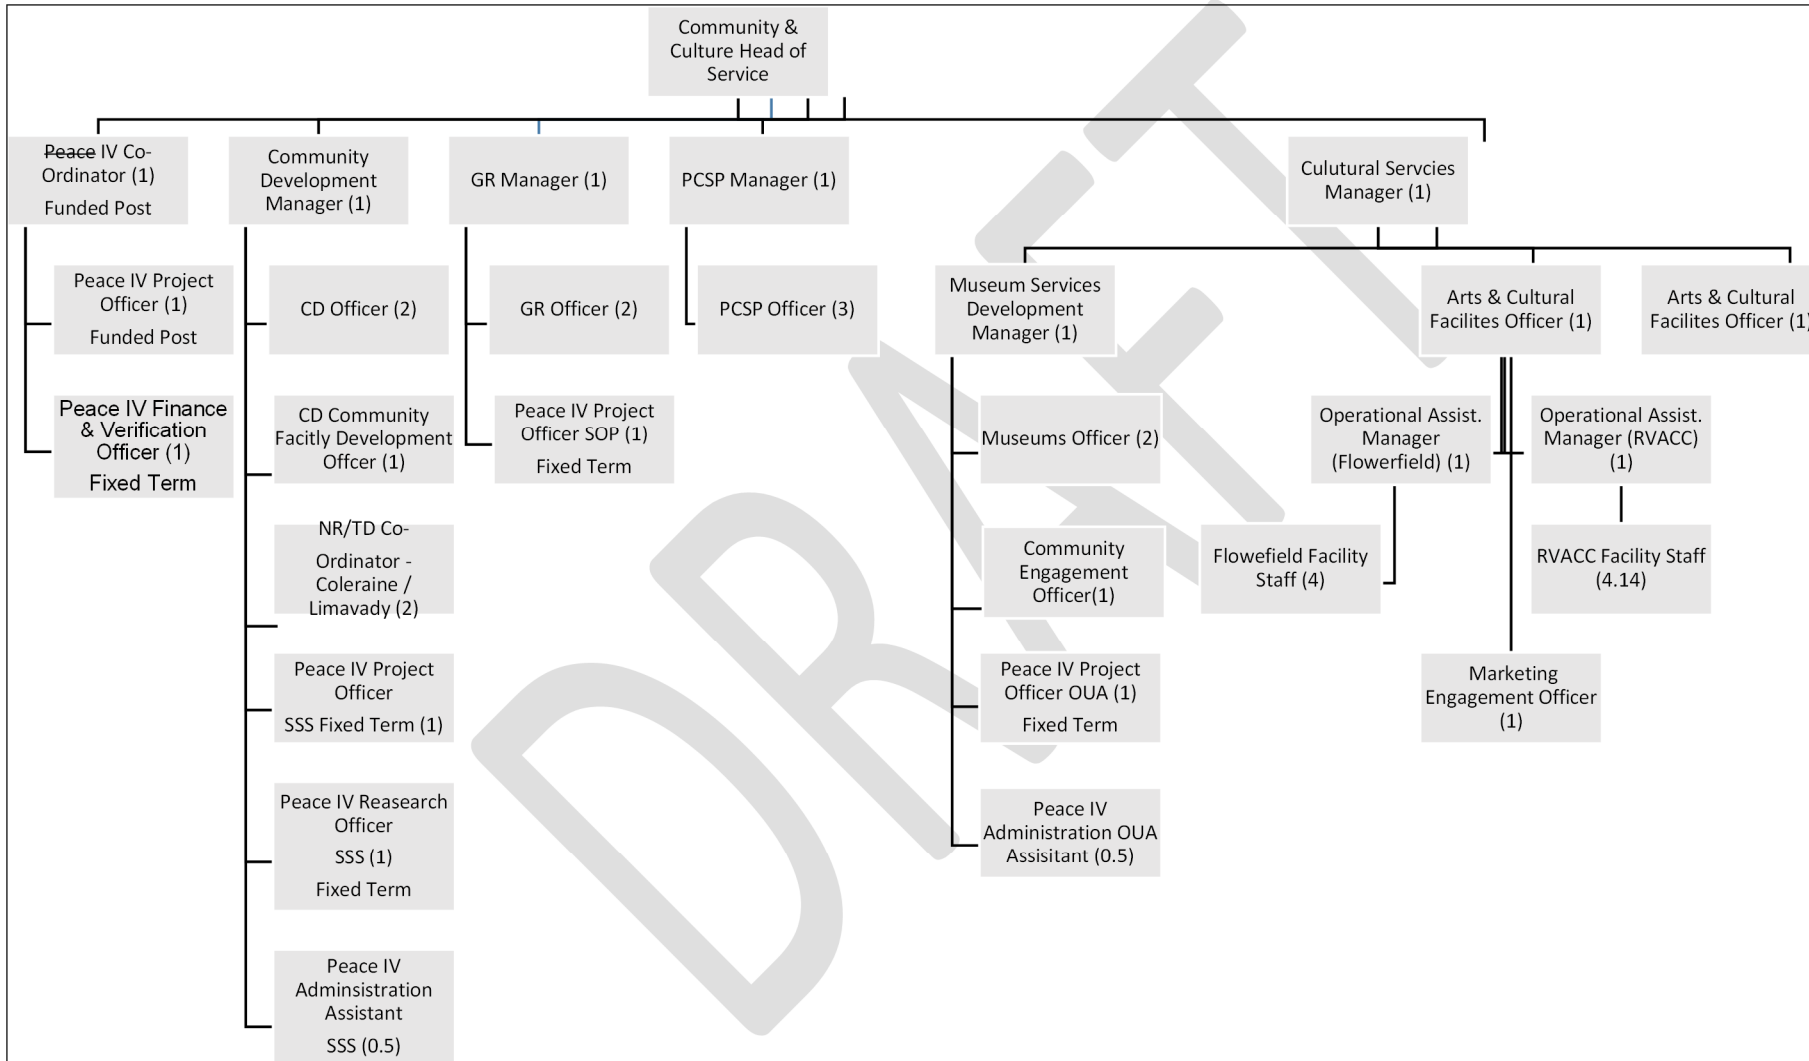 Community &
Culture Head of
Service
Peace IV Co-
Ordinator (1)
Funded Post
Community
Development
Manager (1)
GR Manager (1)
PCSP Manager (1)
Culutural Servcies
Manager (1)
Peace IV Project
Officer (1)
Funded Post
CD Officer (2)
GR Officer (2)
PCSP Officer (3)
Museum Services
Development
Manager (1)
Arts & Cultural
Facilites Officer (1)
Arts & Cultural
Facilites Officer (1)
Peace IV Finance
& Verification
Officer (1)
Fixed Term
CD Community
Facitly Development
Offcer (1)
Peace IV Project
Officer SOP (1)
Fixed Term
Museums Officer (2)
Operational Assist.
Manager
(Flowerfield) (1)
Operational Assist.
Manager (RVACC)
(1)
NR/TD Co-
Ordinator -
Coleraine /
Limavady (2)
Community
Engagement
Officer(1)
Flowefield Facility
Staff (4)
RVACC Facility Staff
(4.14)
Peace IV Project
Officer
SSS Fixed Term (1)
Peace IV Project
Officer OUA (1)
Fixed Term
Marketing
Engagement Officer
(1)
Peace IV Reasearch
Officer
SSS (1)
Fixed Term
Peace IV
Administration OUA
Assisitant (0.5)
Peace IV
Adminsistration
Assistant
SSS (0.5)
DRAFT